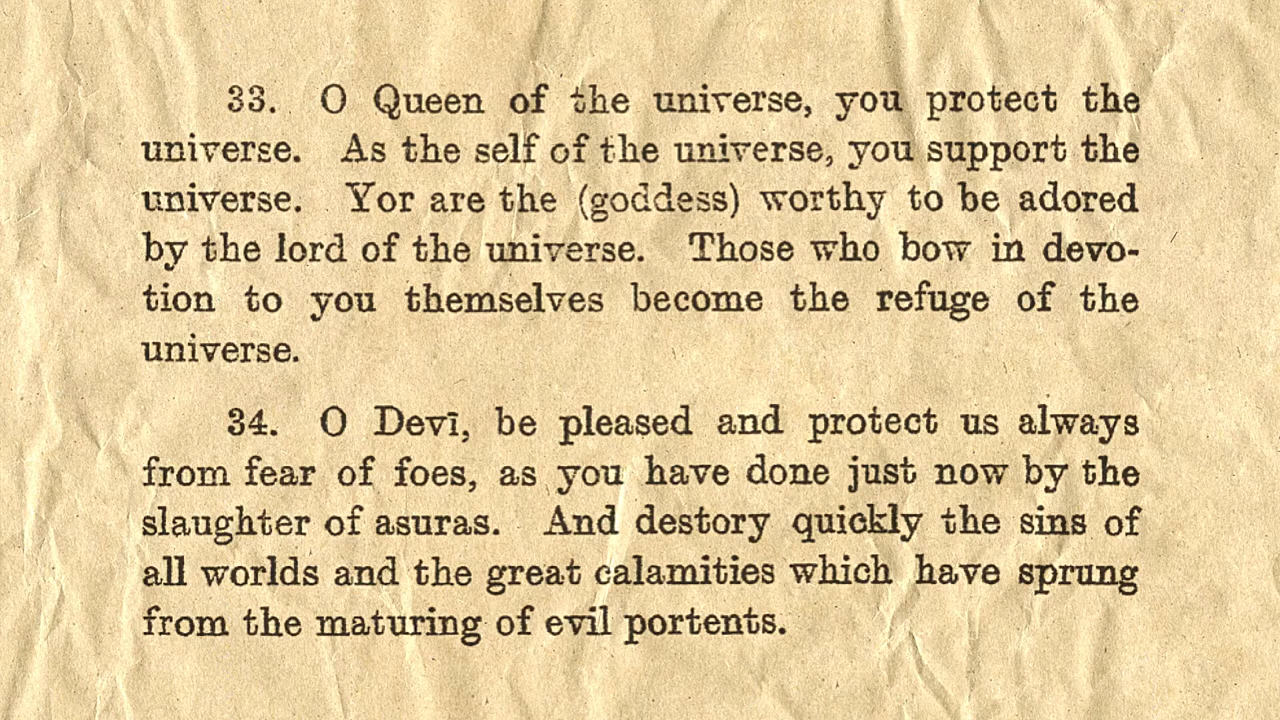 33. O Queen of the universe, you protect the
universe. As the self of the universe, you support the
universe. Yor are the (goddess) worthy to be adored
by the lord of the universe. Those who bow in devo-
tion to you themselves become the refuge of the
universe.
34. O Devī, be pleased and protect us always
from fear of foes, as you have done just now by the
slaughter of asuras. And destory quickly the sins of
all worlds and the great calamities which have sprung
from the maturing of evil portents.